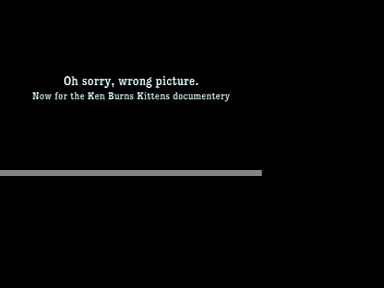 Oh sorry, wrong picture.
Now for the Ken Burns Kittens documentery